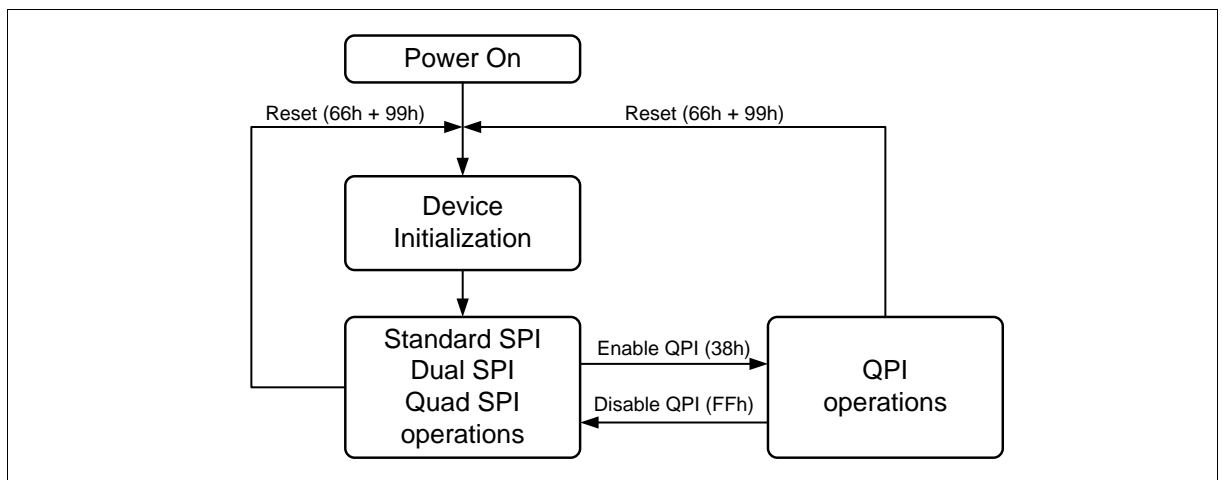 Power On
Reset (66h + 99h)
Reset (66h + 99h)
Device
Initialization
Standard SPI
Dual SPI
Quad SPI
operations
Enable QPI (38h)
Disable QPI (FFh)
QPI
operations